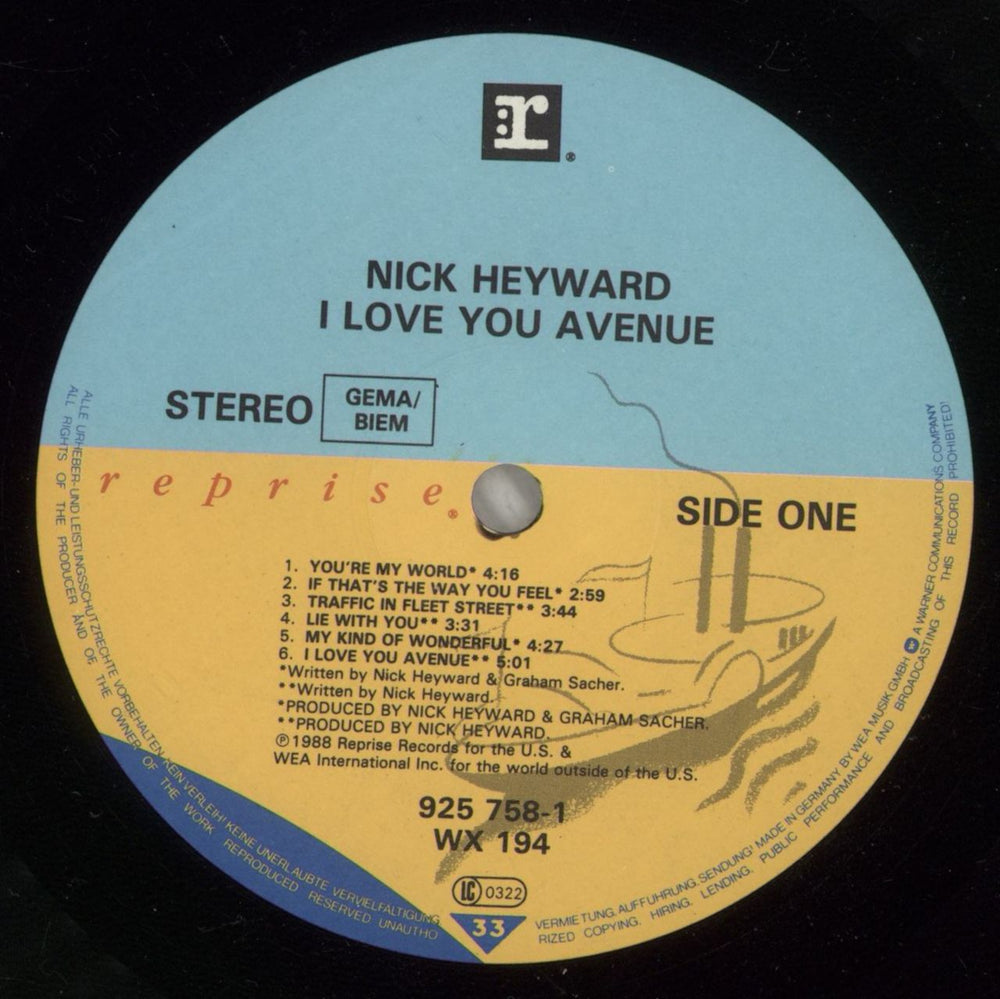 r
®
NICK HEYWARD
I LOVE YOU AVENUE
STEREO
GEMA/
BIEM
reprise®
SIDE ONE
1. YOU'RE MY WORLD* 4:16
2. IF THAT'S THE WAY YOU FEEL* 2:59
3. TRAFFIC IN FLEET STREET** 3:44
4. LIE WITH YOU** 3:31
5. MY KIND OF WONDERFUL* 4:27
6. I LOVE YOU AVENUE** 5:01
*Written by Nick Heyward & Graham Sacher.
**Written by Nick Heyward.
*PRODUCED BY NICK HEYWARD & GRAHAM SACHER.
**PRODUCED BY NICK HEYWARD.
℗1988 Reprise Records for the U.S. &
WEA International Inc. for the world outside of the U.S.
925 758-1
WX 194
LC 0322
33
ALLE URHEBER- UND LEISTUNGSSCHUTZRECHTE VORBEHALTEN. KEIN VERLEIH! KEINE UNERLAUBTE VERVIELFÄLTIGUNG, VERMIETUNG, AUFFÜHRUNG, SENDUNG! MADE IN GERMANY BY WEA MUSIK GMBH A WARNER COMMUNICATIONS COMPANY
ALL RIGHTS OF THE PRODUCER AND OF THE OWNER OF THE WORK REPRODUCED RESERVED UNAUTHORIZED COPYING, HIRING, LENDING, PUBLIC PERFORMANCE AND BROADCASTING OF THIS RECORD PROHIBITED!